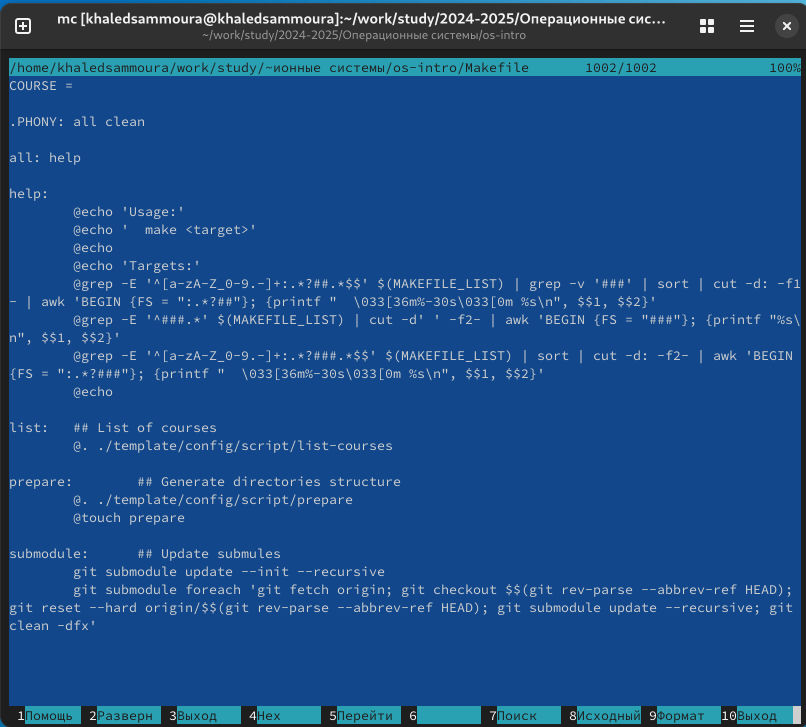 mc [khaledsammoura@khaledsammoura]:~/work/study/2024-2025/Операционные сис...
~/work/study/2024-2025/Операционные системы/os-intro
/home/khaledsammoura/work/study/~ионные системы/os-intro/Makefile       1002/1002              100%
COURSE =
.PHONY: all clean
all: help
help:
        @echo 'Usage:'
        @echo '  make <target>'
        @echo
        @echo 'Targets:'
        @grep -E '^[a-zA-Z_0-9.-]+:.*?##.*$$' $(MAKEFILE_LIST) | grep -v '###' | sort | cut -d: -f1
- | awk 'BEGIN {FS = ":.*?##"}; {printf "  \033[36m%-30s\033[0m %s\n", $$1, $$2}'
        @grep -E '^###.*' $(MAKEFILE_LIST) | cut -d' ' -f2- | awk 'BEGIN {FS = "###"}; {printf "%s\
n", $$1, $$2}'
        @grep -E '^[a-zA-Z_0-9.-]+:.*?###.*$$' $(MAKEFILE_LIST) | sort | cut -d: -f2- | awk 'BEGIN
{FS = ":.*?###"}; {printf "  \033[36m%-30s\033[0m %s\n", $$1, $$2}'
        @echo
list:   ## List of courses
        @. ./template/config/script/list-courses
prepare:        ## Generate directories structure
        @. ./template/config/script/prepare
        @touch prepare
submodule:      ## Update submules
        git submodule update --init --recursive
        git submodule foreach 'git fetch origin; git checkout $$(git rev-parse --abbrev-ref HEAD);
git reset --hard origin/$$(git rev-parse --abbrev-ref HEAD); git submodule update --recursive; git
clean -dfx'
1Помощь 2Разверн 3Выход 4Hex 5Перейти 6 7Поиск 8Исходный 9Формат 10Выход